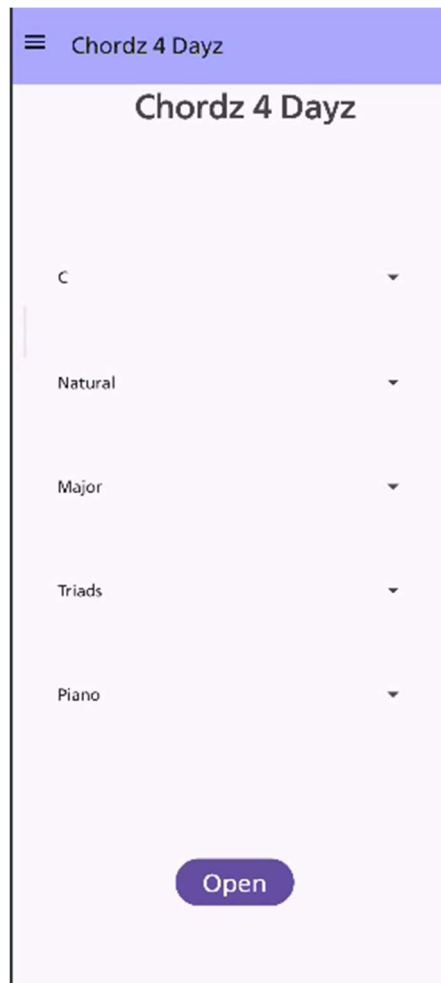 Chordz 4 Dayz
Chordz 4 Dayz
C
Natural
Major
Triads
Piano
Open